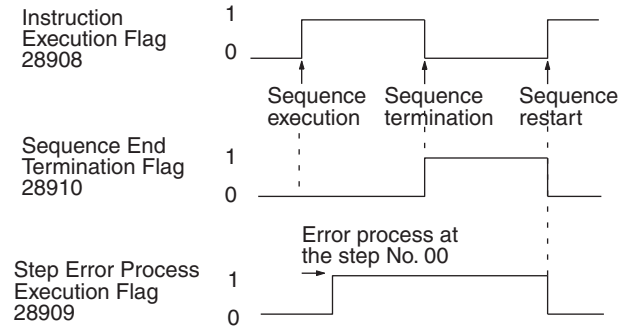 Instruction
Execution Flag
28908
1
0
Sequence
execution
Sequence
termination
Sequence
restart
Sequence End
Termination Flag
28910
1
0
Error process at
the step No. 00
Step Error Process
Execution Flag
28909
1
0